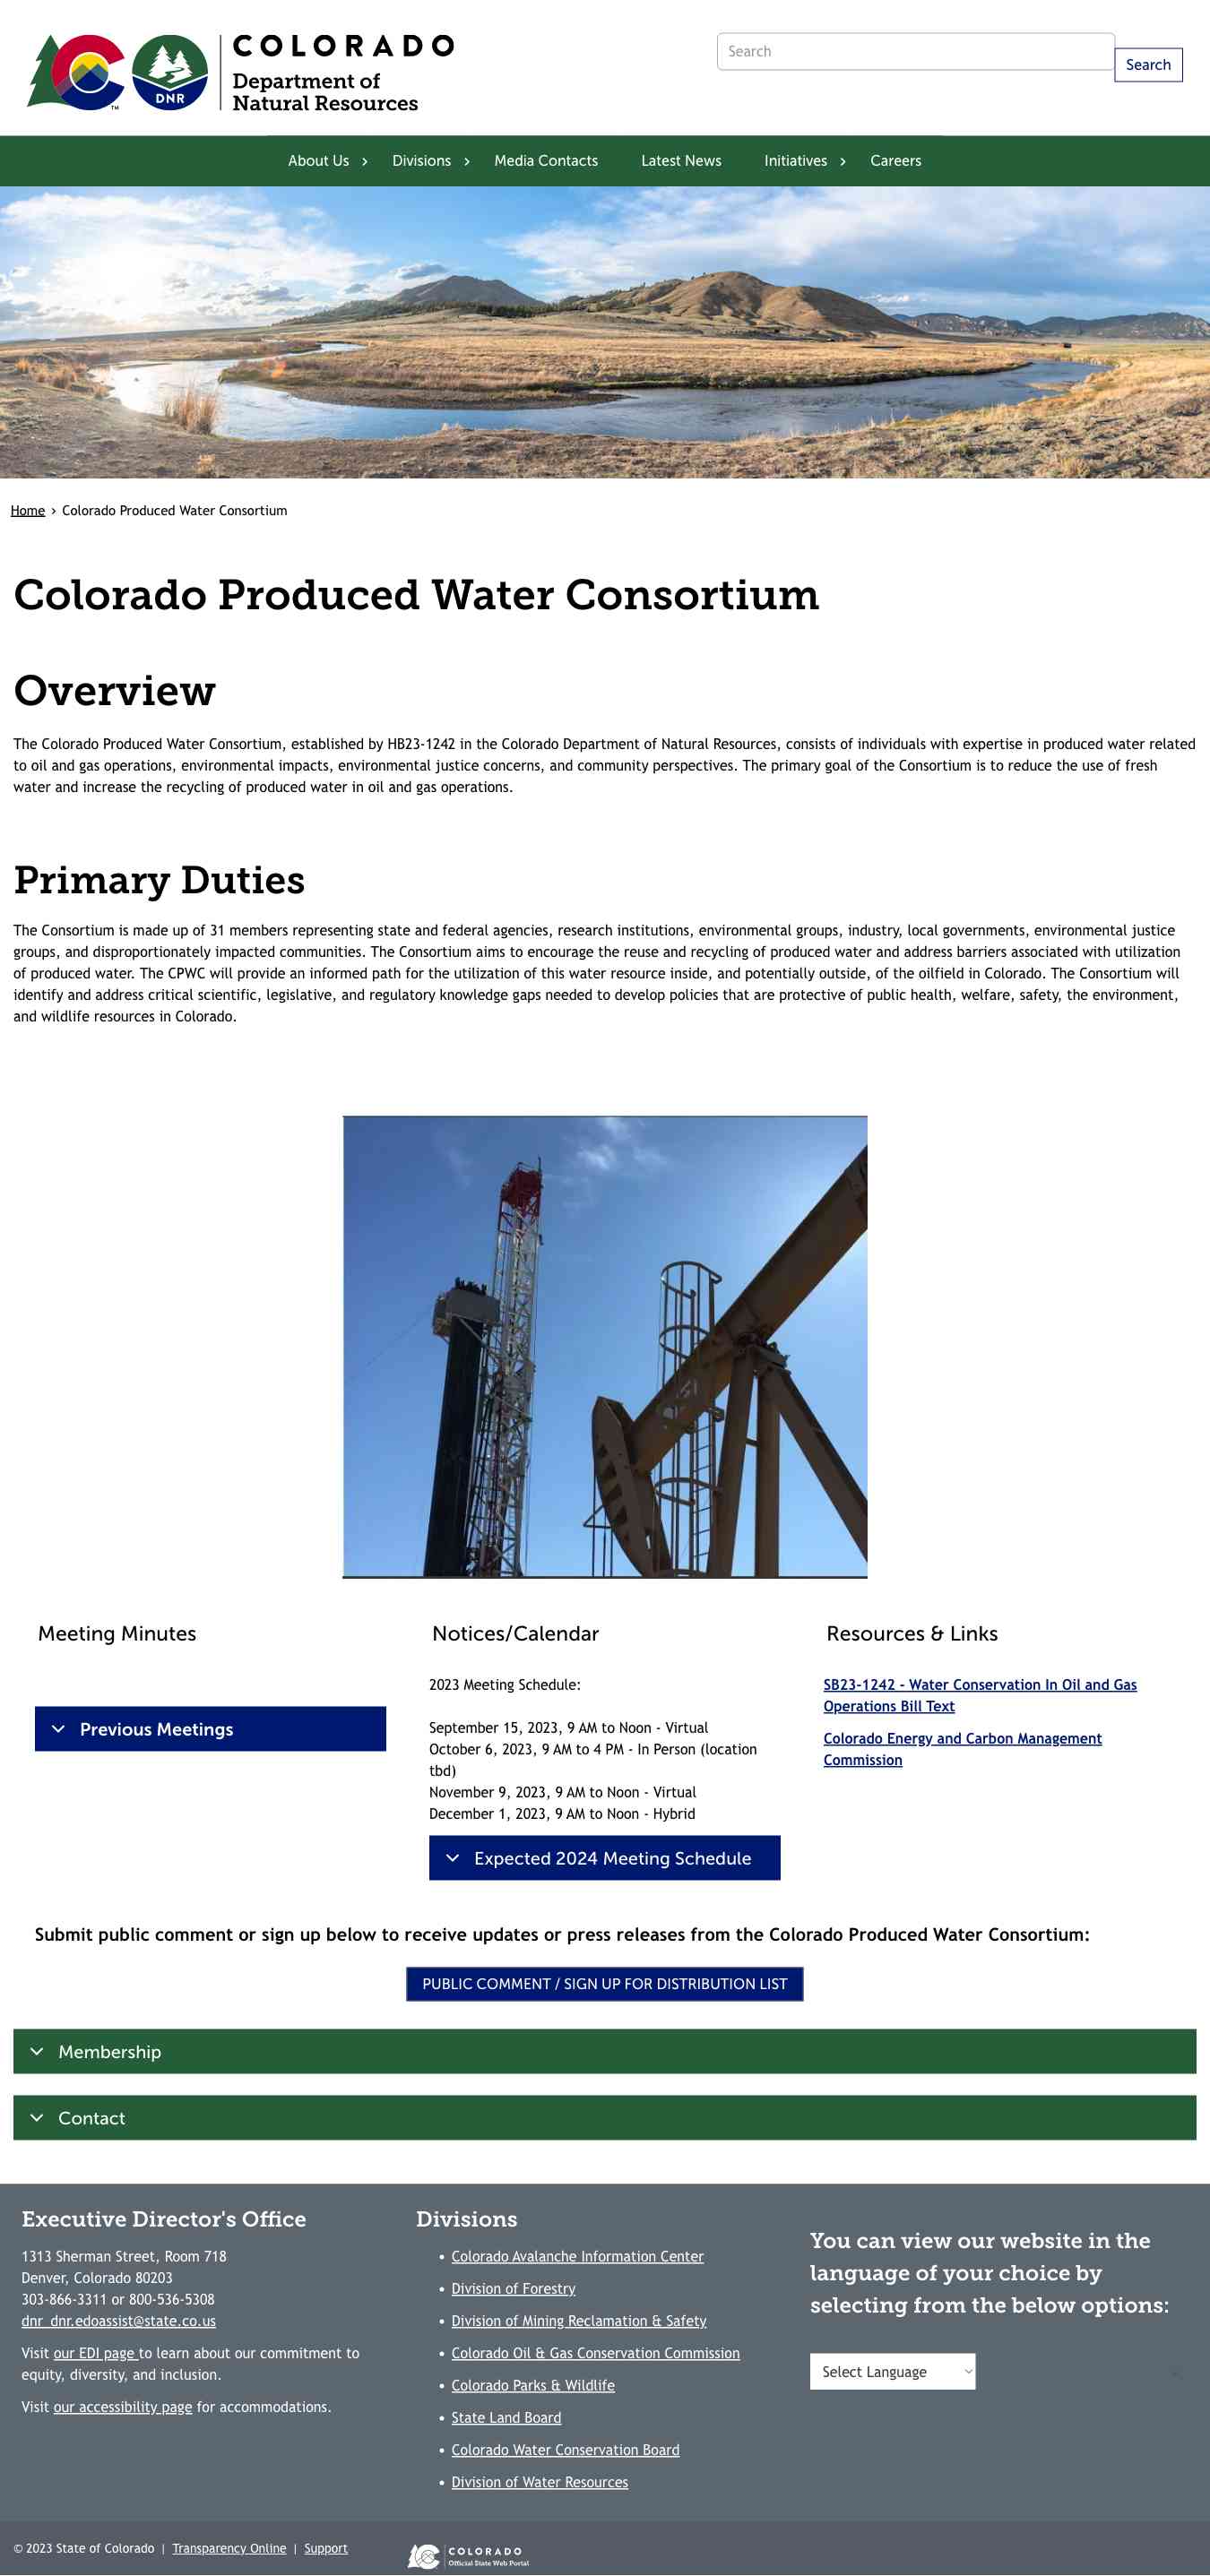 COLORADO
Department of
Natural Resources
DNR
TM
Search
Search
About Us
Divisions
Media Contacts
Latest News
Initiatives
Careers
Home › Colorado Produced Water Consortium
Colorado Produced Water Consortium
Overview
The Colorado Produced Water Consortium, established by HB23-1242 in the Colorado Department of Natural Resources, consists of individuals with expertise in produced water related
to oil and gas operations, environmental impacts, environmental justice concerns, and community perspectives. The primary goal of the Consortium is to reduce the use of fresh
water and increase the recycling of produced water in oil and gas operations.
Primary Duties
The Consortium is made up of 31 members representing state and federal agencies, research institutions, environmental groups, industry, local governments, environmental justice
groups, and disproportionately impacted communities. The Consortium aims to encourage the reuse and recycling of produced water and address barriers associated with utilization
of produced water. The CPWC will provide an informed path for the utilization of this water resource inside, and potentially outside, of the oilfield in Colorado. The Consortium will
identify and address critical scientific, legislative, and regulatory knowledge gaps needed to develop policies that are protective of public health, welfare, safety, the environment,
and wildlife resources in Colorado.
Meeting Minutes
Previous Meetings
Notices/Calendar
2023 Meeting Schedule:
September 15, 2023, 9 AM to Noon - Virtual
October 6, 2023, 9 AM to 4 PM - In Person (location
tbd)
November 9, 2023, 9 AM to Noon - Virtual
December 1, 2023, 9 AM to Noon - Hybrid
Expected 2024 Meeting Schedule
Resources & Links
SB23-1242 - Water Conservation In Oil and Gas
Operations Bill Text
Colorado Energy and Carbon Management
Commission
Submit public comment or sign up below to receive updates or press releases from the Colorado Produced Water Consortium:
PUBLIC COMMENT / SIGN UP FOR DISTRIBUTION LIST
Membership
Contact
Executive Director's Office
1313 Sherman Street, Room 718
Denver, Colorado 80203
303-866-3311 or 800-536-5308
dnr_dnr.edoassist@state.co.us
Visit our EDI page to learn about our commitment to
equity, diversity, and inclusion.
Visit our accessibility page for accommodations.
Divisions
• Colorado Avalanche Information Center
• Division of Forestry
• Division of Mining Reclamation & Safety
• Colorado Oil & Gas Conservation Commission
• Colorado Parks & Wildlife
• State Land Board
• Colorado Water Conservation Board
• Division of Water Resources
You can view our website in the
language of your choice by
selecting from the below options:
Select Language
© 2023 State of Colorado | Transparency Online | Support
COLORADO
Official State Web Portal